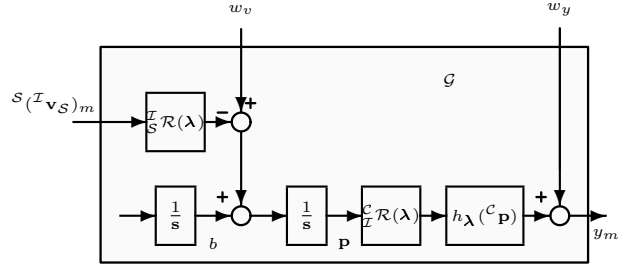 w_v
w_y
𝒢
^𝒮(^ℐ𝐯_𝒮)_m
+
−
^ℐ_𝒮ℛ(𝛌)
+
+
1/𝐬
b
1/𝐬
𝐩
^𝒞_ℐℛ(𝛌)
h_𝛌(^𝒞𝐩)
y_m